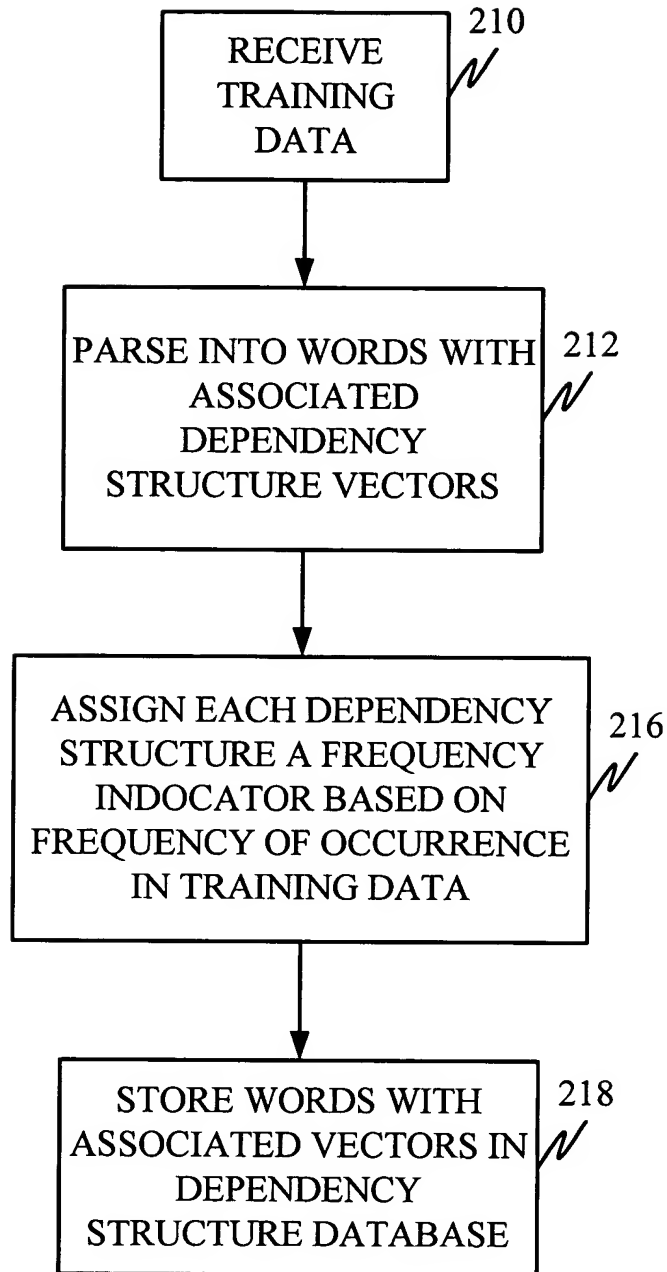 210
RECEIVE
TRAINING
DATA
212
PARSE INTO WORDS WITH
ASSOCIATED
DEPENDENCY
STRUCTURE VECTORS
216
ASSIGN EACH DEPENDENCY
STRUCTURE A FREQUENCY
INDOCATOR BASED ON
FREQUENCY OF OCCURRENCE
IN TRAINING DATA
218
STORE WORDS WITH
ASSOCIATED VECTORS IN
DEPENDENCY
STRUCTURE DATABASE